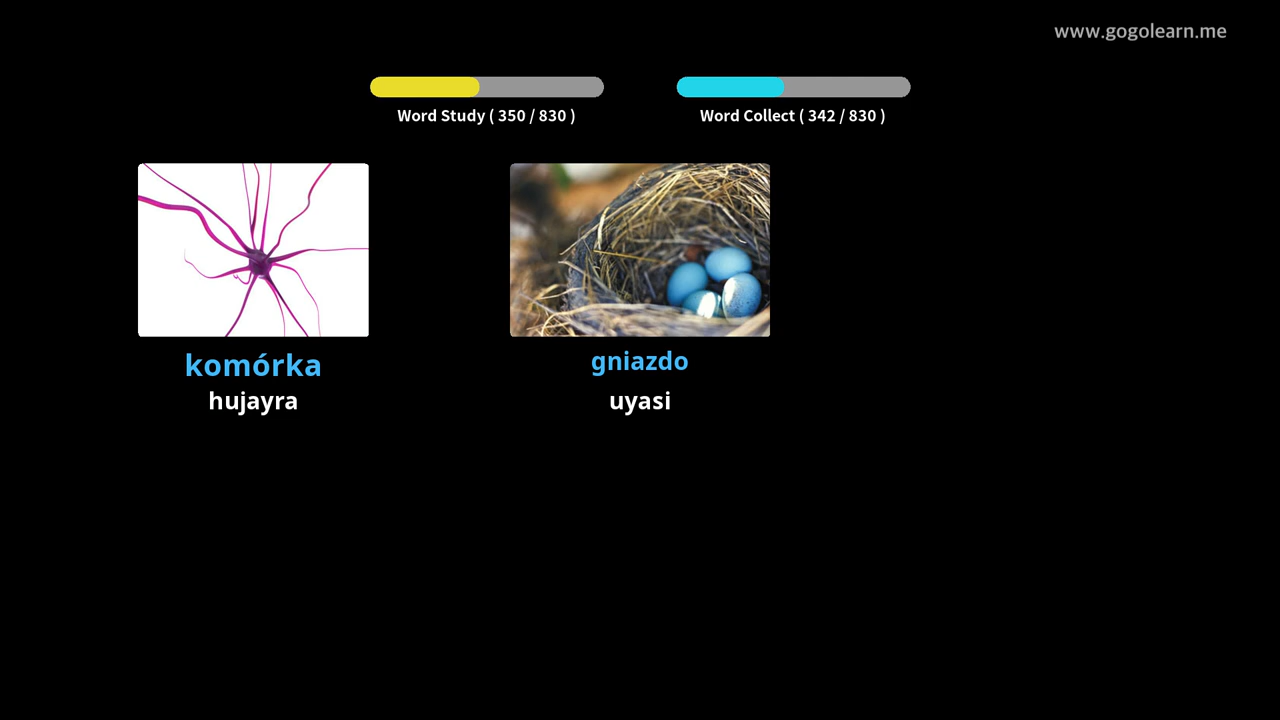 www.gogolearn.me
Word Study ( 350 / 830 )
Word Collect ( 342 / 830 )
komórka
hujayra
gniazdo
uyasi